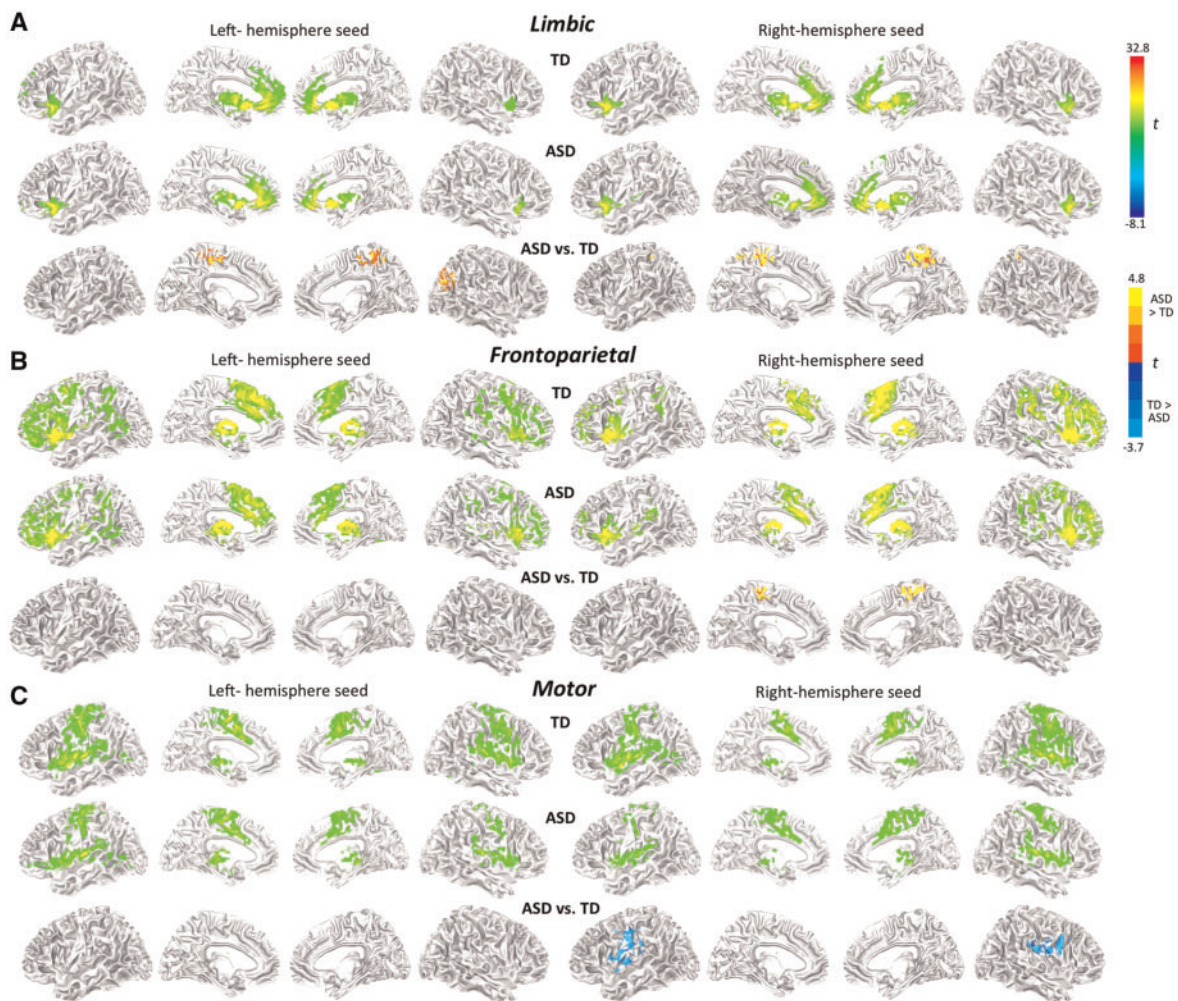 A
Left- hemisphere seed
Limbic
Right-hemisphere seed
TD
ASD
ASD vs. TD
32.8
t
-8.1
4.8
ASD
> TD
t
TD >
ASD
-3.7
B
Left- hemisphere seed
Frontoparietal
Right-hemisphere seed
TD
ASD
ASD vs. TD
C
Left- hemisphere seed
Motor
Right-hemisphere seed
TD
ASD
ASD vs. TD